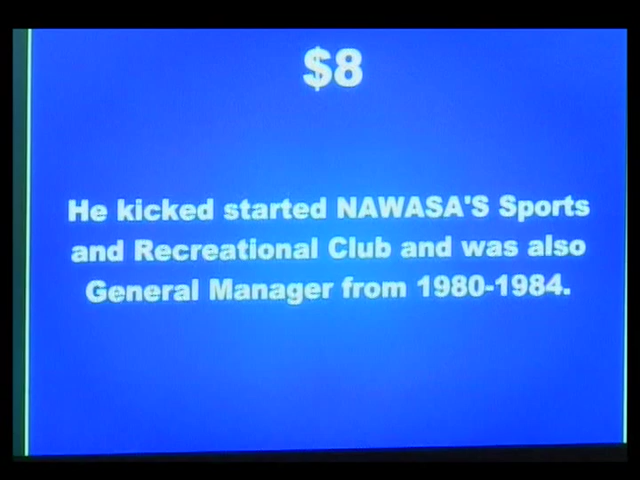 $8
He kicked started NAWASA'S Sports
and Recreational Club and was also
General Manager from 1980-1984.